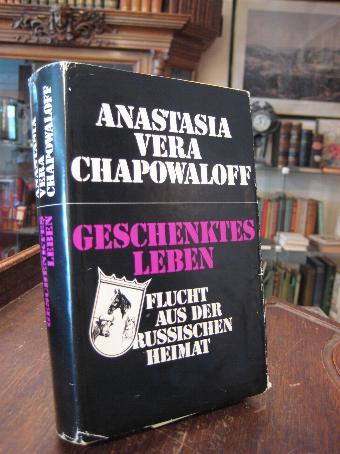 ANASTASIA
VERA
CHAPOWALOFF
GESCHENKTES
LEBEN
FLUCHT
AUS DER
RUSSISCHEN
HEIMAT
ANASTASIA
VERA
CHAPOWALOFF
GESCHENKTES
LEBEN